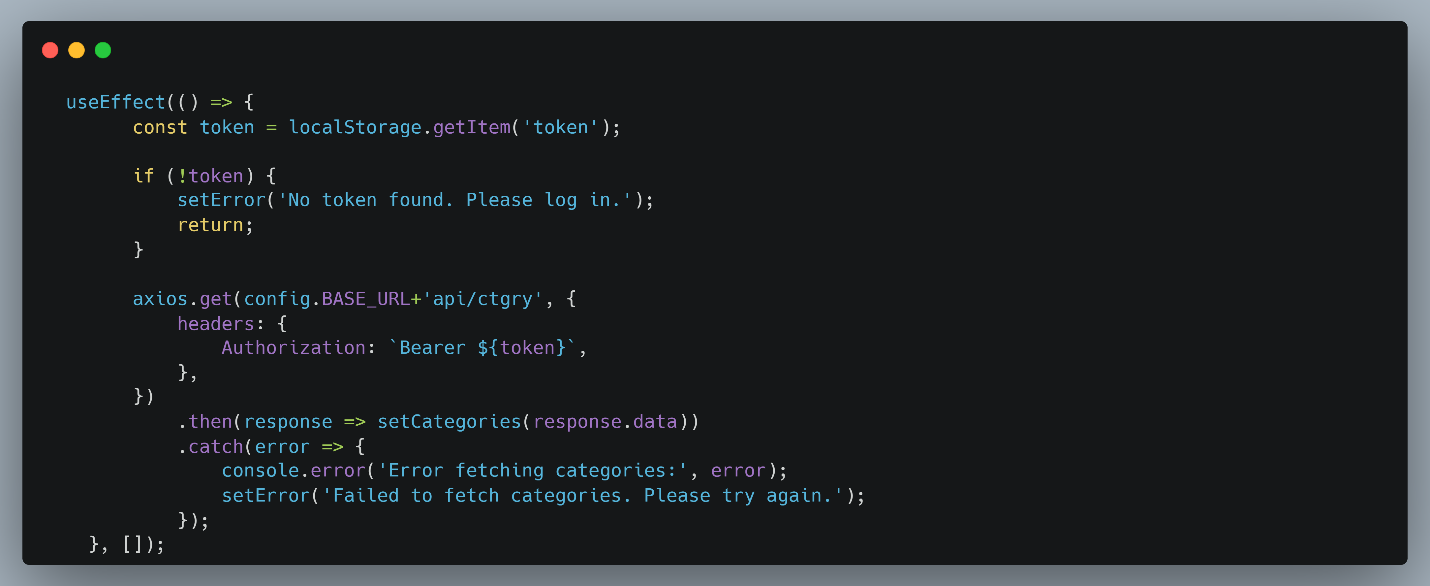 useEffect(() => {
const token = localStorage.getItem('token');
if (!token) {
setError('No token found. Please log in.');
return;
}
axios.get(config.BASE_URL+'api/ctgry', {
headers: {
Authorization: `Bearer ${token}`,
},
})
.then(response => setCategories(response.data))
.catch(error => {
console.error('Error fetching categories:', error);
setError('Failed to fetch categories. Please try again.');
});
}, []);